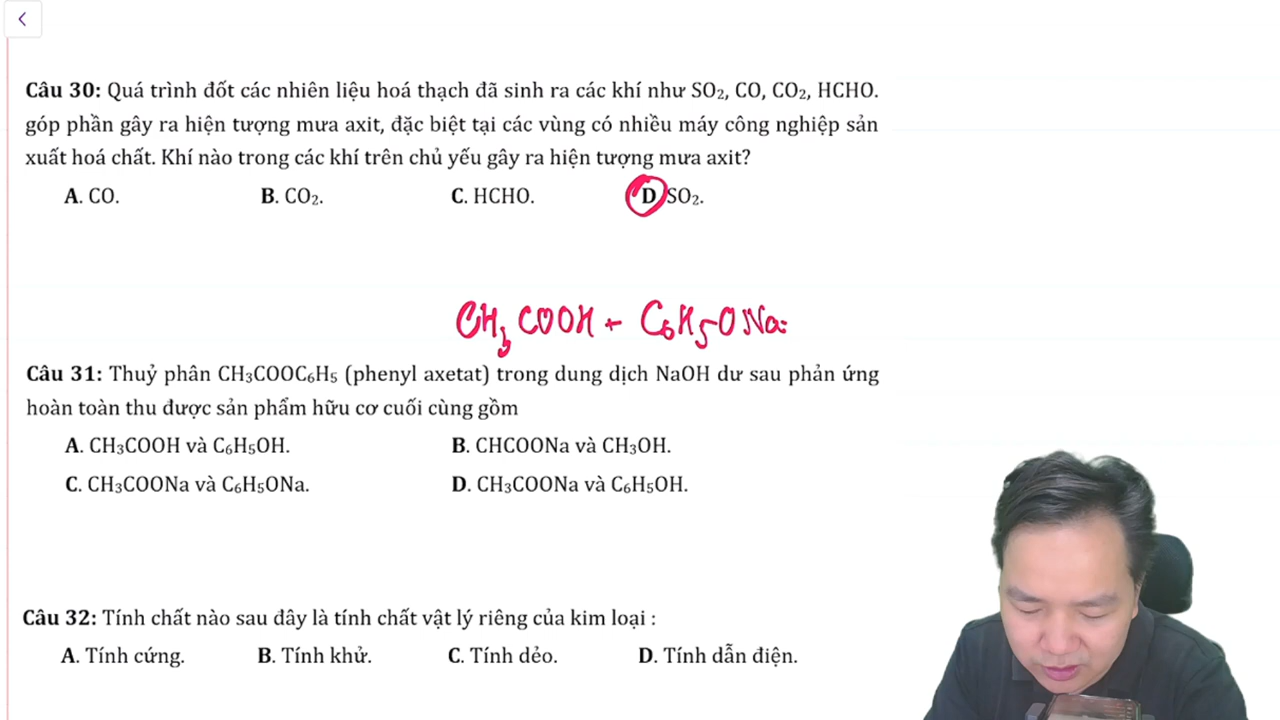 Câu 30: Quá trình đốt các nhiên liệu hoá thạch đã sinh ra các khí như SO₂, CO, CO₂, HCHO.
góp phần gây ra hiện tượng mưa axit, đặc biệt tại các vùng có nhiều máy công nghiệp sản
xuất hoá chất. Khí nào trong các khí trên chủ yếu gây ra hiện tượng mưa axit?
A. CO. B. CO₂. C. HCHO. D SO₂.
CH₃COOH + C₆H₅ONa
Câu 31: Thuỷ phân CH₃COOC₆H₅ (phenyl axetat) trong dung dịch NaOH dư sau phản ứng
hoàn toàn thu được sản phẩm hữu cơ cuối cùng gồm
A. CH₃COOH và C₆H₅OH. B. CHCOONa và CH₃OH.
C. CH₃COONa và C₆H₅ONa. D. CH₃COONa và C₆H₅OH.
Câu 32: Tính chất nào sau đây là tính chất vật lý riêng của kim loại :
A. Tính cứng. B. Tính khử. C. Tính dẻo. D. Tính dẫn điện.